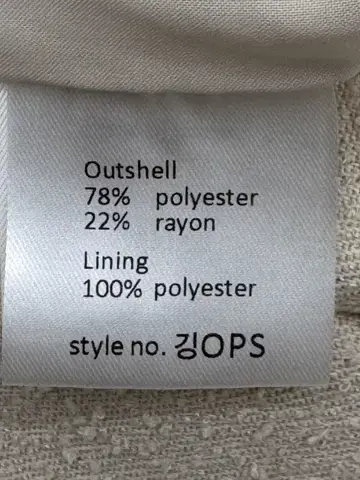 Outshell
78% polyester
22% rayon
Lining
100% polyester
style no. 깅OPS